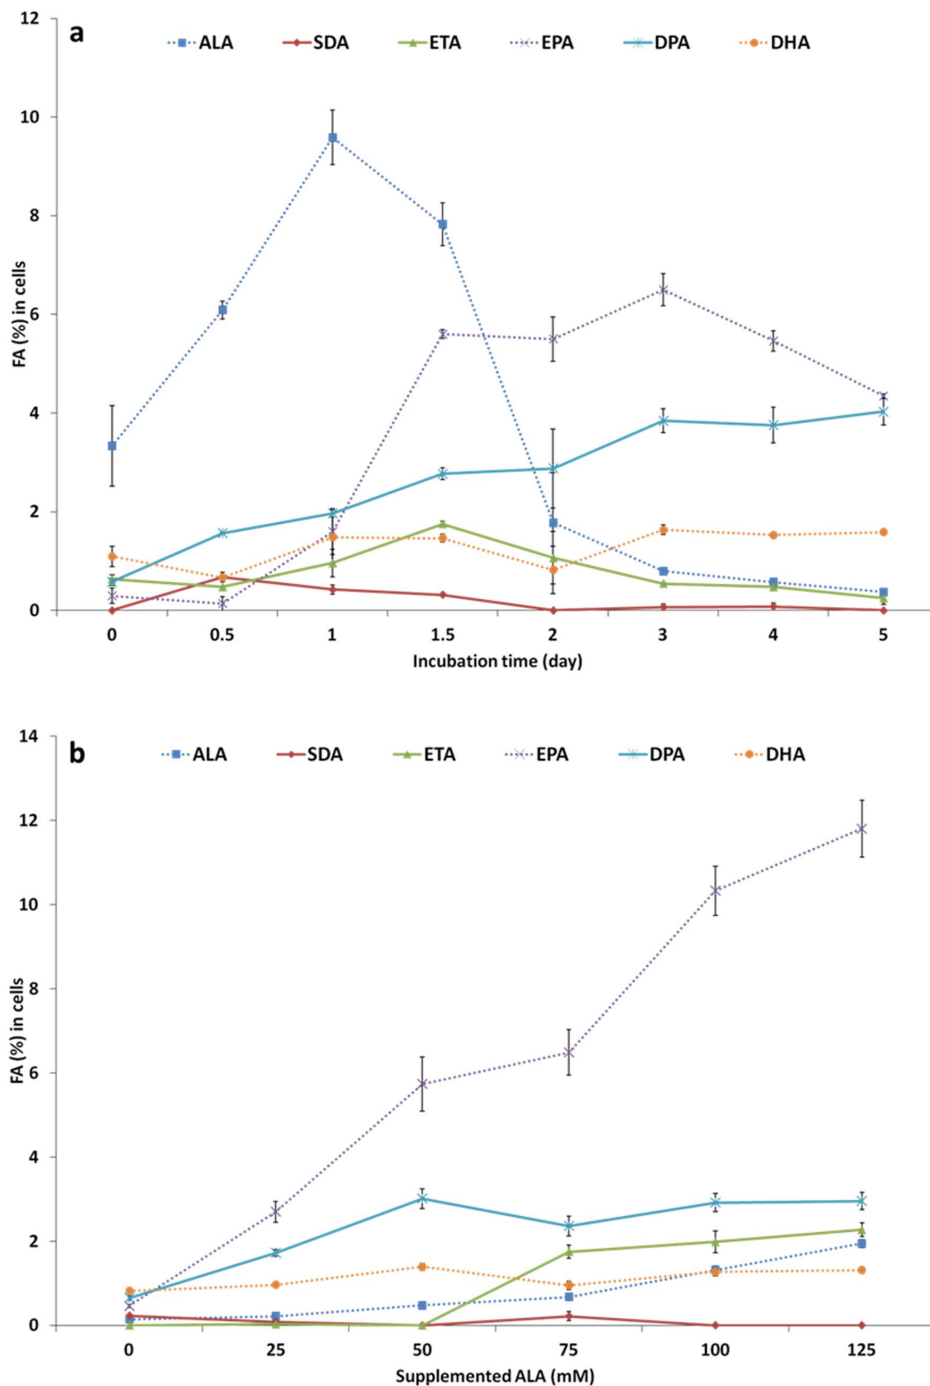 12
a
ALA SDA ETA EPA DPA DHA
10
8
6
4
2
0
FA (%) in cells
0 0.5 1 1.5 2 3 4 5
Incubation time (day)
14
b
ALA SDA ETA EPA DPA DHA
12
10
8
6
4
2
0
FA (%) in cells
0 25 50 75 100 125
Supplemented ALA (mM)